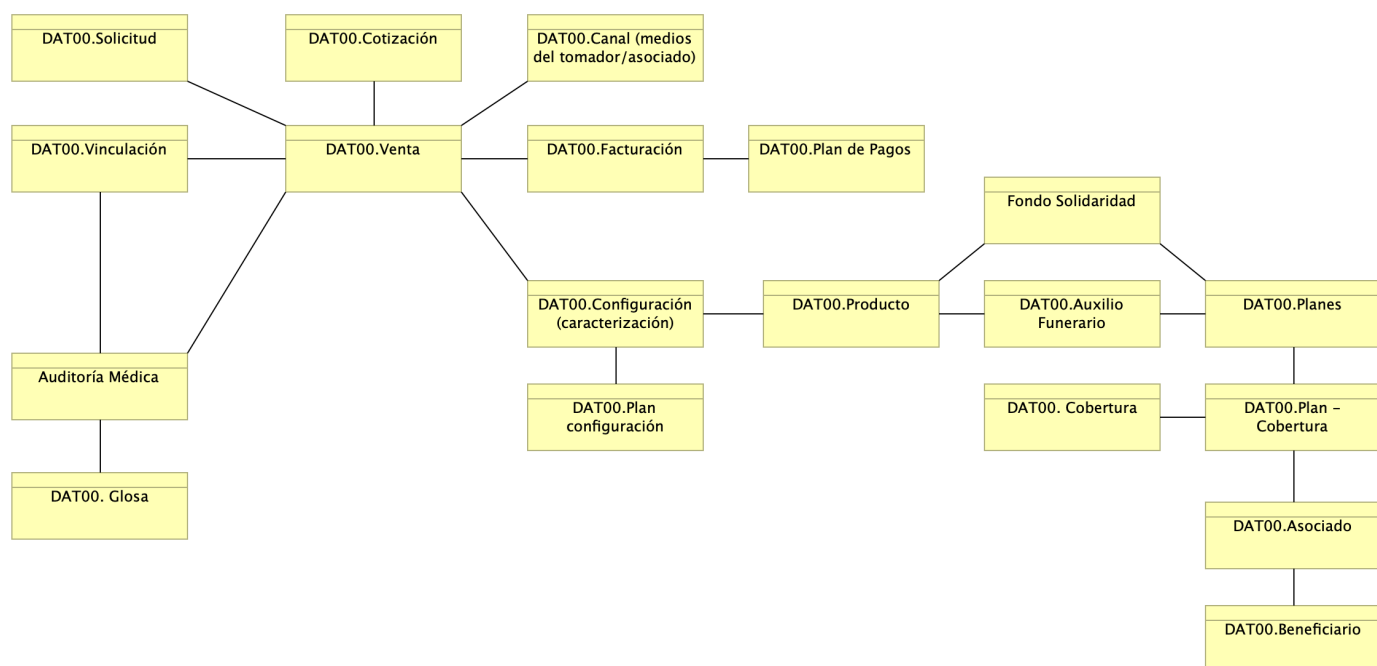 DAT00.Solicitud
DAT00.Cotización
DAT00.Canal (medios
del tomador/asociado)
DAT00.Vinculación
DAT00.Venta
DAT00.Facturación
DAT00.Plan de Pagos
Fondo Solidaridad
DAT00.Configuración
(caracterización)
DAT00.Producto
DAT00.Auxilio
Funerario
DAT00.Planes
Auditoría Médica
DAT00.Plan
configuración
DAT00. Cobertura
DAT00.Plan -
Cobertura
DAT00. Glosa
DAT00.Asociado
DAT00.Beneficiario